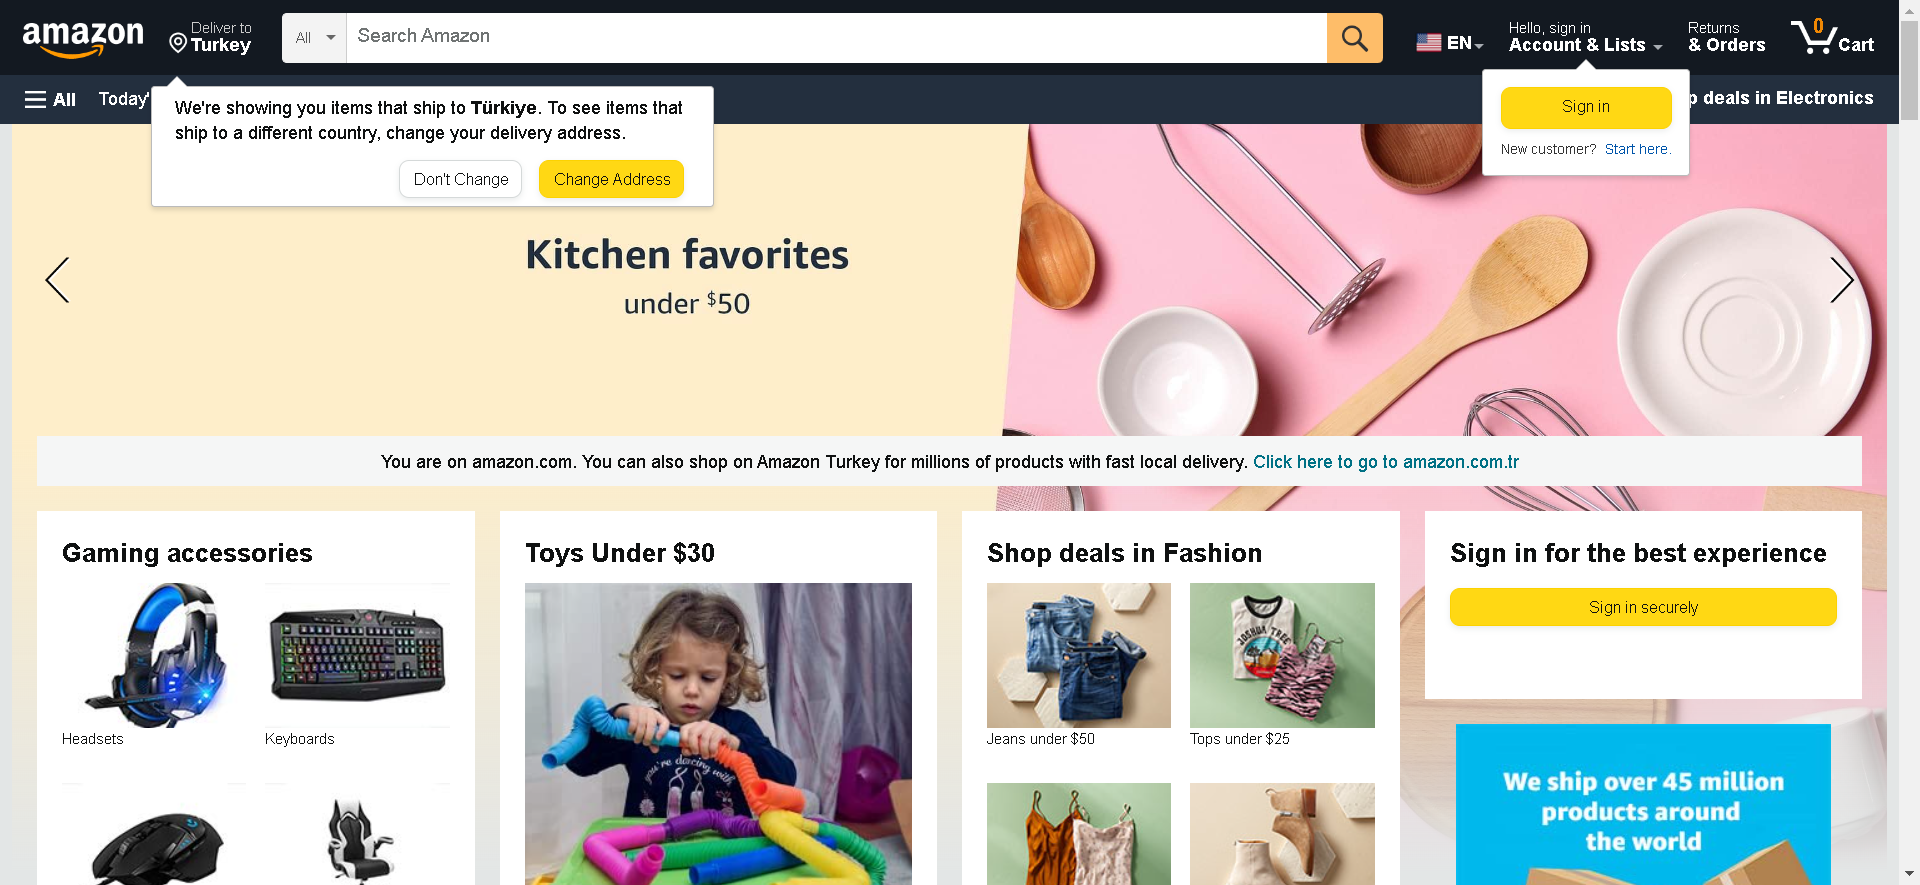 amazon
Deliver to
Turkey
All
Search Amazon
EN
Hello, sign in
Account & Lists
Returns
& Orders
0
Cart
All
Today'
p deals in Electronics
We're showing you items that ship to Türkiye. To see items that
ship to a different country, change your delivery address.
Don't Change
Change Address
Sign in
New customer? Start here.
Kitchen favorites
under $50
You are on amazon.com. You can also shop on Amazon Turkey for millions of products with fast local delivery. Click here to go to amazon.com.tr
Gaming accessories
Headsets
Keyboards
Toys Under $30
you're dancing with
Shop deals in Fashion
JOSHUA TREE
Jeans under $50
Tops under $25
Sign in for the best experience
Sign in securely
We ship over 45 million
products around
the world